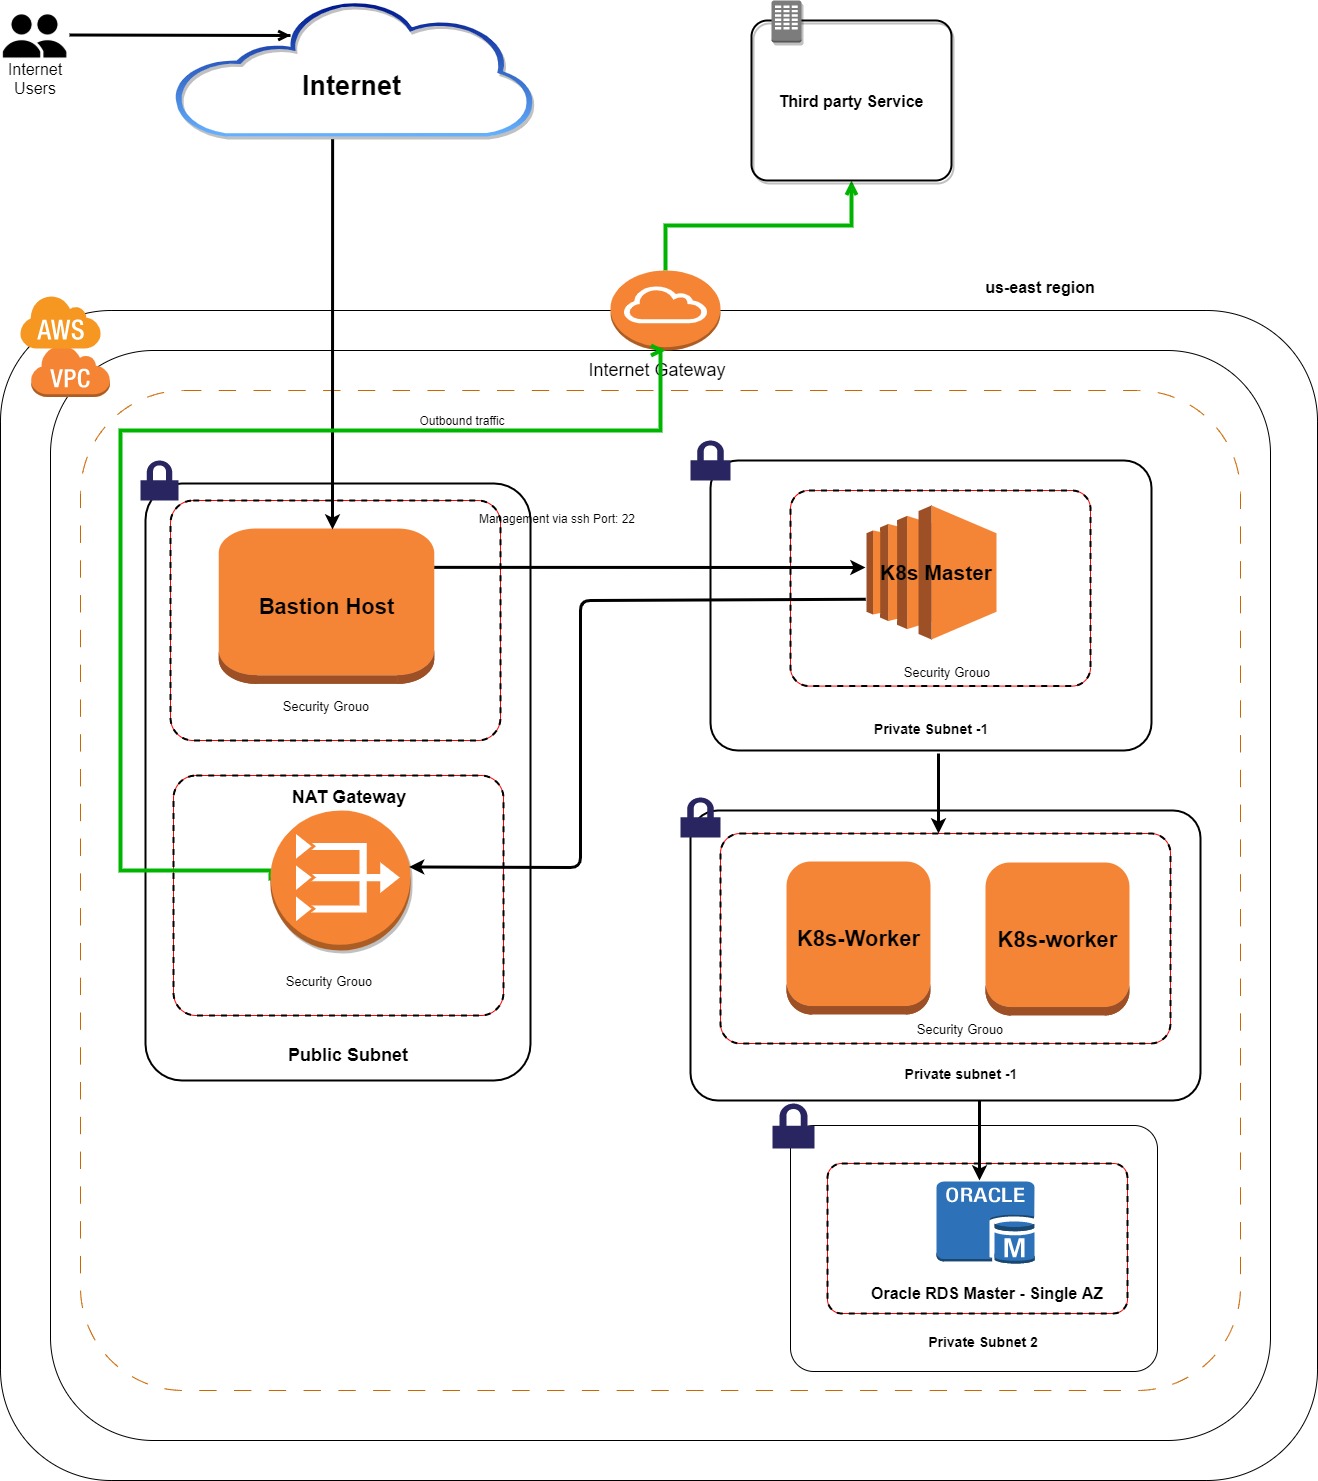 Internet
Users
Internet
Third party Service
us-east region
AWS
VPC
Internet Gateway
Outbound traffic
Management via ssh Port: 22
Bastion Host
Security Grouo
K8s Master
Security Grouo
Private Subnet -1
NAT Gateway
Security Grouo
Public Subnet
K8s-Worker
K8s-worker
Security Grouo
Private subnet -1
ORACLE
M
Oracle RDS Master - Single AZ
Private Subnet 2